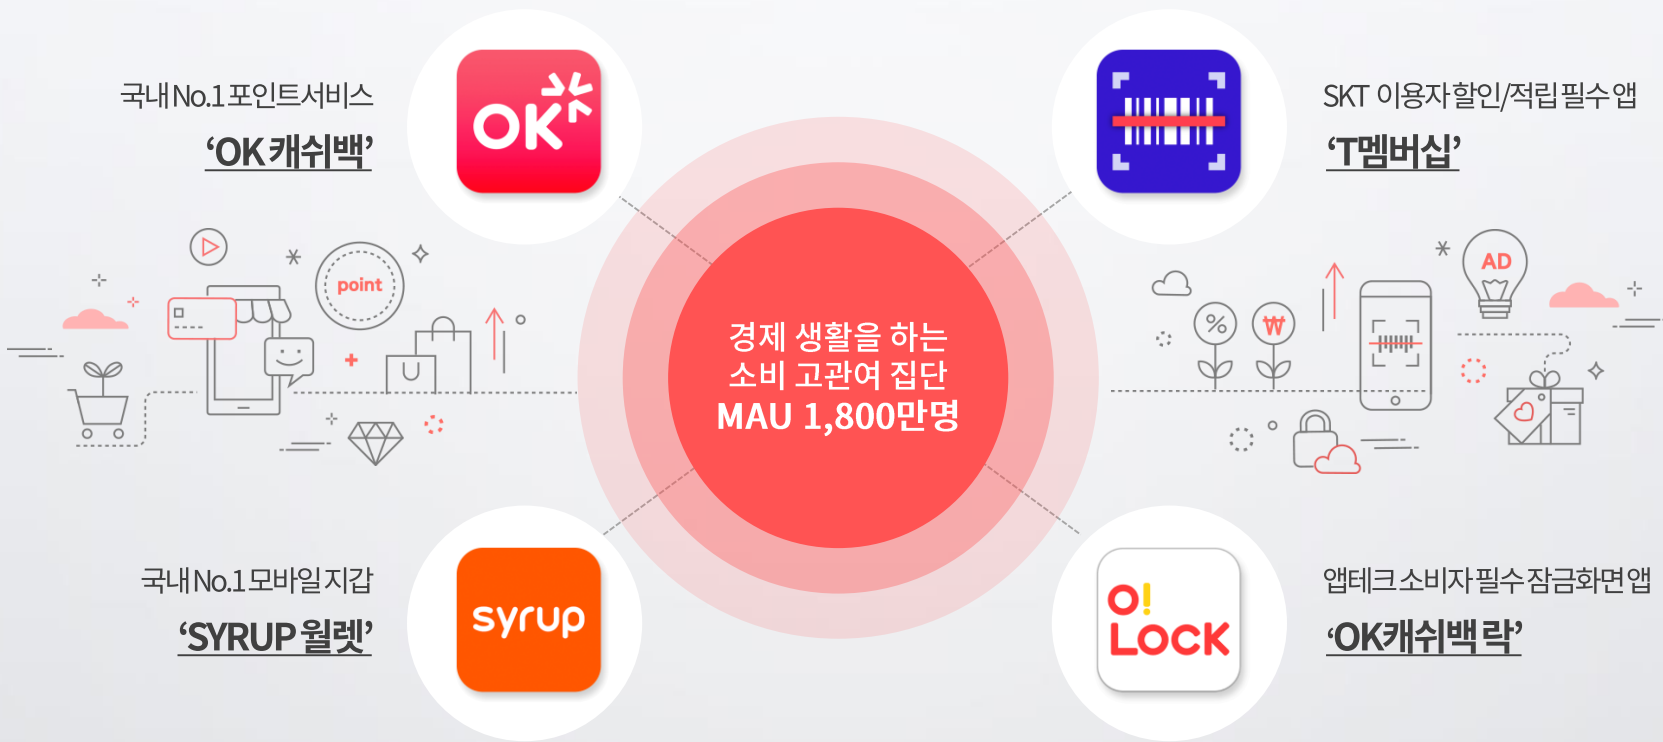 국내 No.1 포인트 서비스
‘OK 캐쉬백’
OK
SKT 이용자 할인/적립 필수 앱
‘T멤버십’
point
AD
%
₩
경제 생활을 하는
소비 고관여 집단
MAU 1,800만명
국내 No.1 모바일 지갑
‘SYRUP 월렛’
syrup
O!
LOCK
앱테크 소비자 필수 잠금화면 앱
‘OK캐쉬백 락’